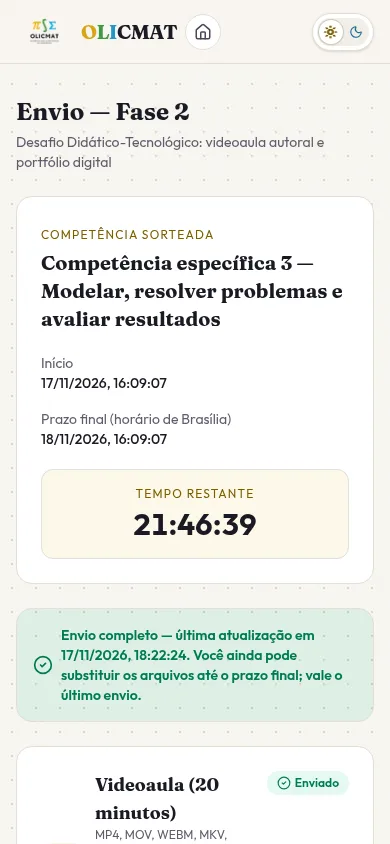 OLICMAT
OLICMAT
Envio — Fase 2
Desafio Didático-Tecnológico: videoaula autoral e
portfólio digital
COMPETÊNCIA SORTEADA
Competência específica 3 —
Modelar, resolver problemas e
avaliar resultados
Início
17/11/2026, 16:09:07
Prazo final (horário de Brasília)
18/11/2026, 16:09:07
TEMPO RESTANTE
21:46:39
Envio completo — última atualização em
17/11/2026, 18:22:24. Você ainda pode
substituir os arquivos até o prazo final; vale o
último envio.
Videoaula (20
minutos)
Enviado
MP4, MOV, WEBM, MKV,